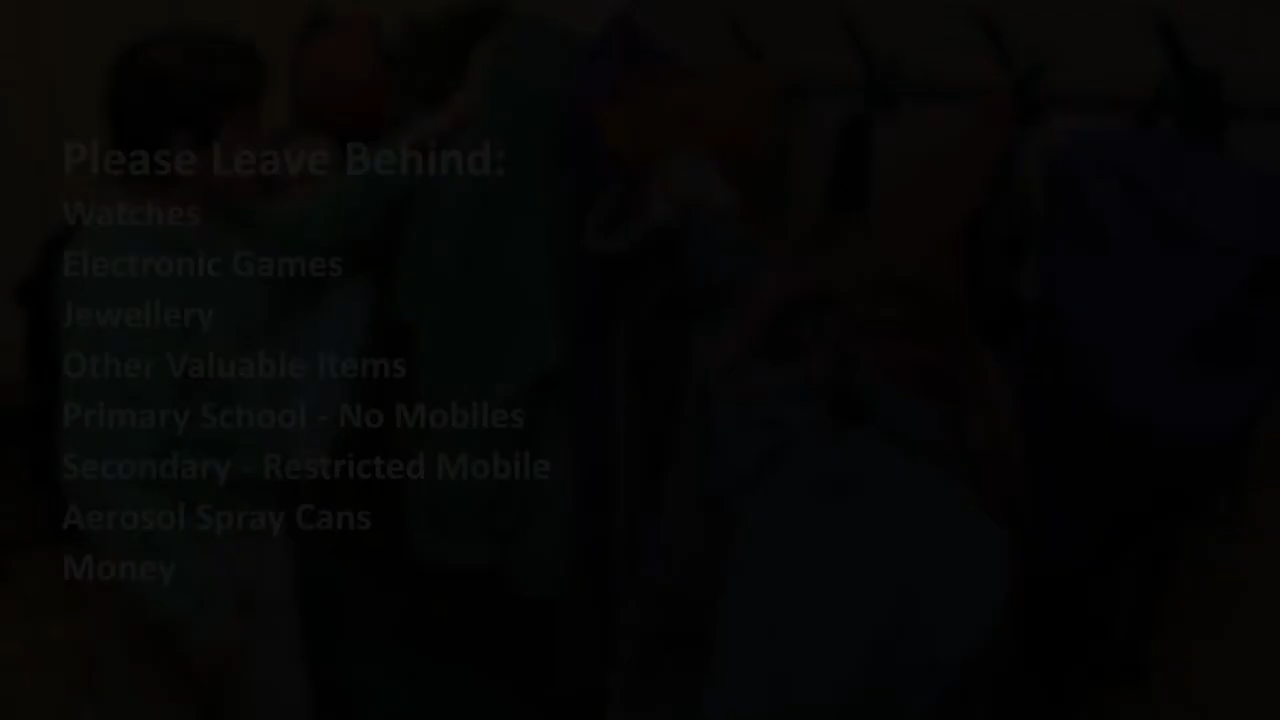 Please Leave Behind:
Watches
Electronic Games
Jewellery
Other Valuable Items
Primary School - No Mobiles
Secondary - Restricted Mobile
Aerosol Spray Cans
Money